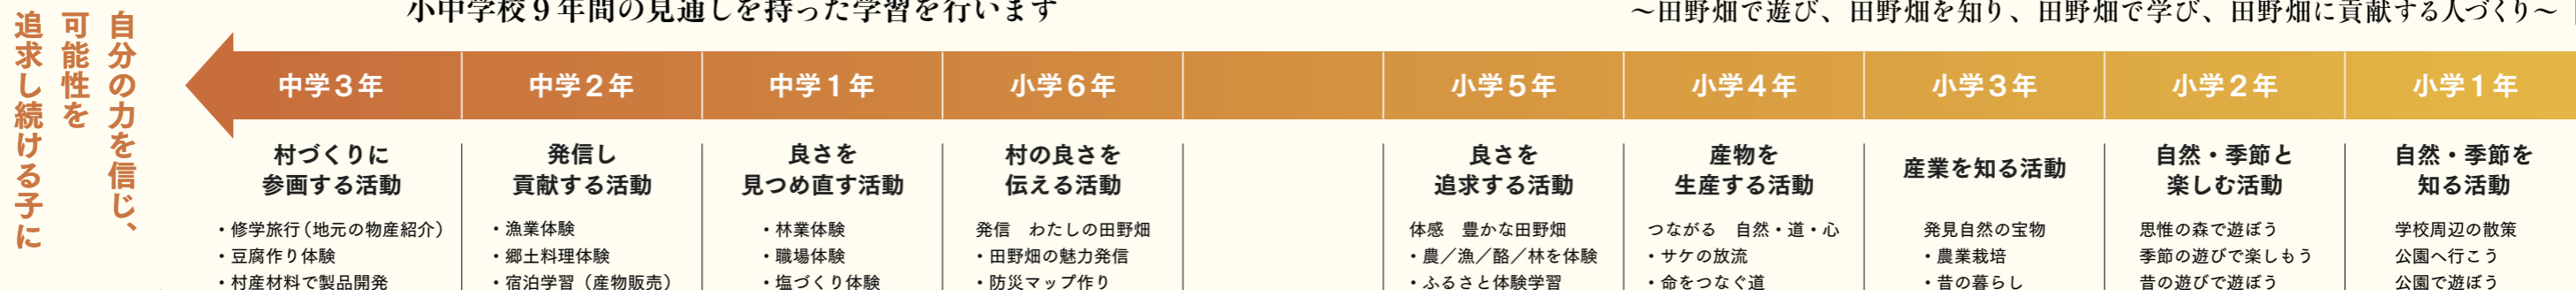 ～田野畑で遊び、田野畑を知り、田野畑で学び、田野畑に貢献する人づくり～
小中学校９年間の見通しを持った学習を行います
小学１年
自然・季節を
知る活動
学校周辺の散策
公園へ行こう
公園で遊ぼう
小学２年
自然・季節と
楽しむ活動
思惟の森で遊ぼう
季節の遊びで楽しもう
昔の遊びで遊ぼう
小学３年
産業を知る活動
発見自然の宝物
・農業栽培
・昔の暮らし
小学４年
産物を
生産する活動
つながる　自然・道・心
・サケの放流
・命をつなぐ道
小学５年
良さを
追求する活動
体感　豊かな田野畑
・農／漁／酪／林を体験
・ふるさと体験学習
小学６年
村の良さを
伝える活動
発信　わたしの田野畑
・田野畑の魅力発信
・防災マップ作り
中学１年
良さを
見つめ直す活動
・林業体験
・職場体験
・塩づくり体験
中学２年
発信し
貢献する活動
・漁業体験
・郷土料理体験
・宿泊学習（産物販売）
中学３年
村づくりに
参画する活動
・修学旅行（地元の物産紹介）
・豆腐作り体験
・村産材料で製品開発
自分の力を信じ、
可能性を
追求し続ける子に